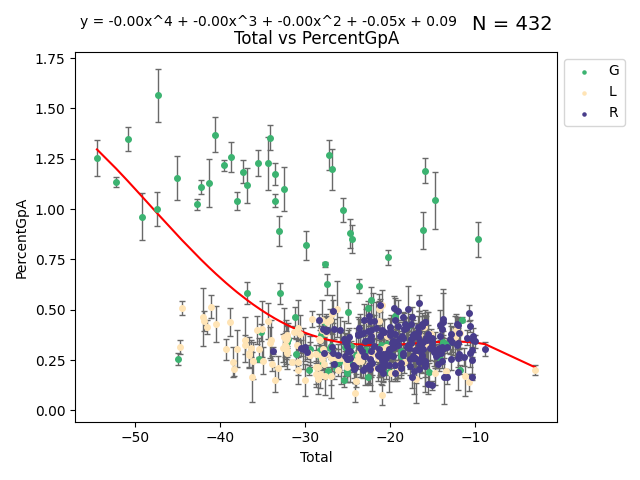 y = -0.00x^4 + -0.00x^3 + -0.00x^2 + -0.05x + 0.09
N = 432
Total vs PercentGpA
G
L
R
PercentGpA
1.75
1.50
1.25
1.00
0.75
0.50
0.25
0.00
−50
−40
−30
−20
−10
Total